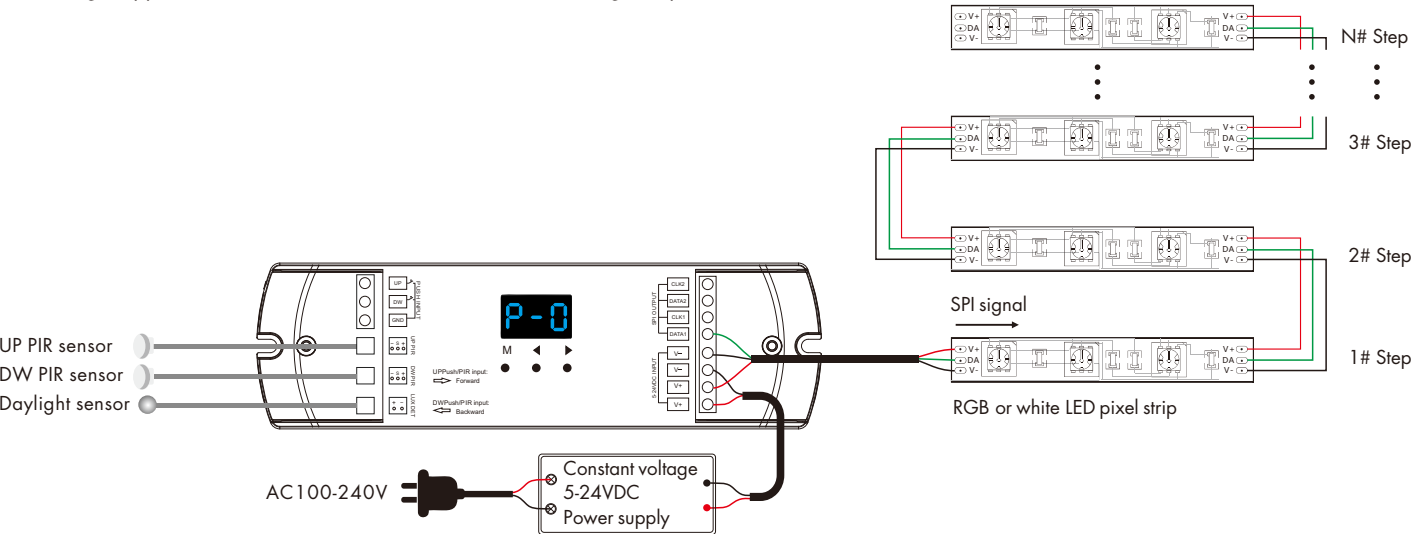 V+
DA
V-
V+
DA
V-
N# Step
V+
DA
V-
V+
DA
V-
3# Step
V+
DA
V-
V+
DA
V-
2# Step
SPI signal
V+
DA
V-
V+
DA
V-
1# Step
RGB or white LED pixel strip
UP
DW
GND
PUSH INPUT
UP PIR
DW PIR
LUX DET
- S +
- S +
+ -
P-0
M
UPPush/PIR input:
Forward
DWPush/PIR input:
Backward
SPI OUTPUT
CLK2
DATA2
CLK1
DATA1
5-24VDC INPUT
V-
V-
V+
V+
UP PIR sensor
DW PIR sensor
Daylight sensor
AC100-240V
Constant voltage
5-24VDC
Power supply